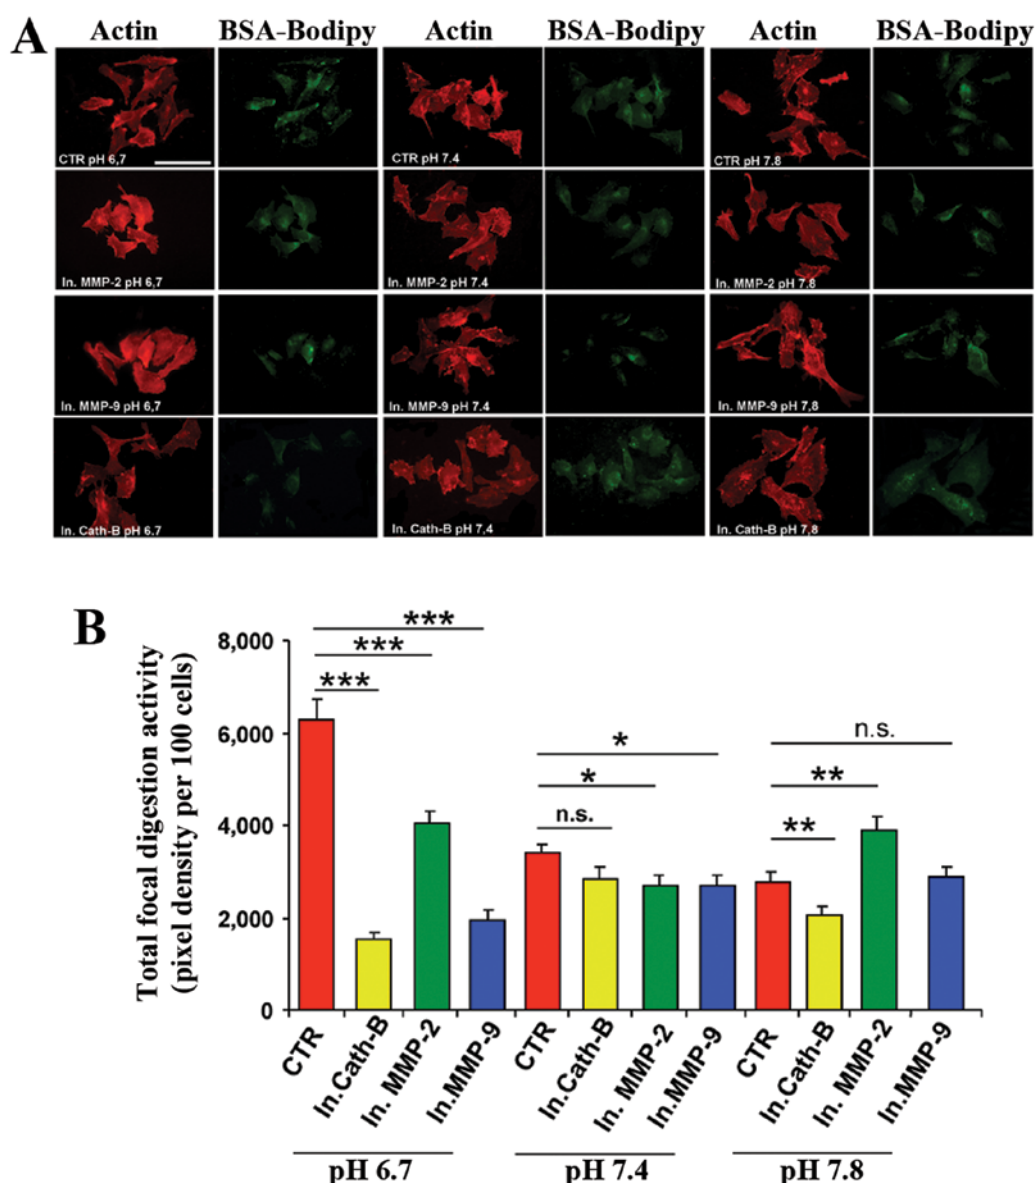 A
Actin BSA-Bodipy Actin BSA-Bodipy Actin BSA-Bodipy
CTR pH 6,7 CTR pH 7.4 CTR pH 7.8
In. MMP-2 pH 6,7 In. MMP-2 pH 7.4 In. MMP-2 pH 7.8
In. MMP-9 pH 6,7 In. MMP-9 pH 7.4 In. MMP-9 pH 7,8
In. Cath-B pH 6.7 In. Cath-B pH 7,4 In. Cath-B pH 7,8
B
Total focal digestion activity
(pixel density per 100 cells)
8,000
6,000
4,000
2,000
0
***
***
***
*
*
n.s.
n.s.
**
**
CTR In.Cath-B In. MMP-2 In.MMP-9 CTR In.Cath-B In. MMP-2 In.MMP-9 CTR In.Cath-B In. MMP-2 In.MMP-9
pH 6.7 pH 7.4 pH 7.8